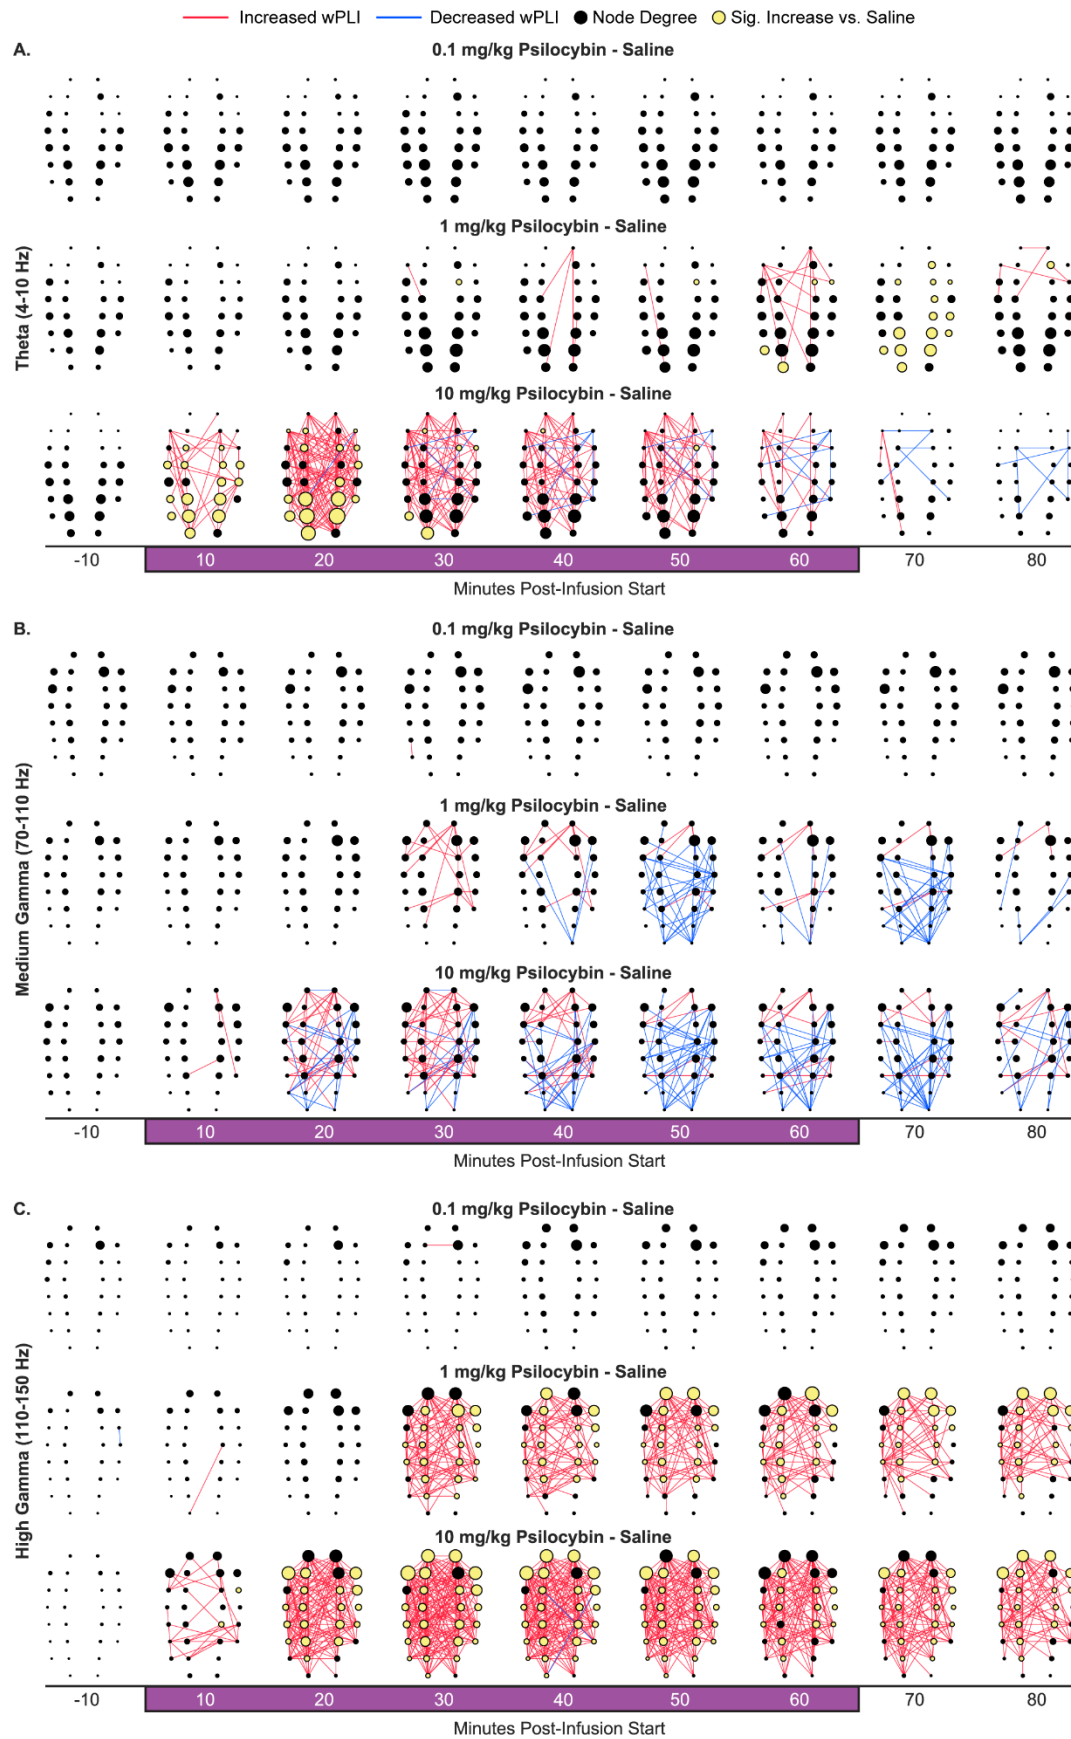 Increased wPLI Decreased wPLI Node Degree Sig. Increase vs. Saline
A.
0.1 mg/kg Psilocybin - Saline
1 mg/kg Psilocybin - Saline
Theta (4-10 Hz)
10 mg/kg Psilocybin - Saline
-10 10 20 30 40 50 60 70 80
Minutes Post-Infusion Start
B.
0.1 mg/kg Psilocybin - Saline
1 mg/kg Psilocybin - Saline
Medium Gamma (70-110 Hz)
10 mg/kg Psilocybin - Saline
-10 10 20 30 40 50 60 70 80
Minutes Post-Infusion Start
C.
0.1 mg/kg Psilocybin - Saline
1 mg/kg Psilocybin - Saline
High Gamma (110-150 Hz)
10 mg/kg Psilocybin - Saline
-10 10 20 30 40 50 60 70 80
Minutes Post-Infusion Start